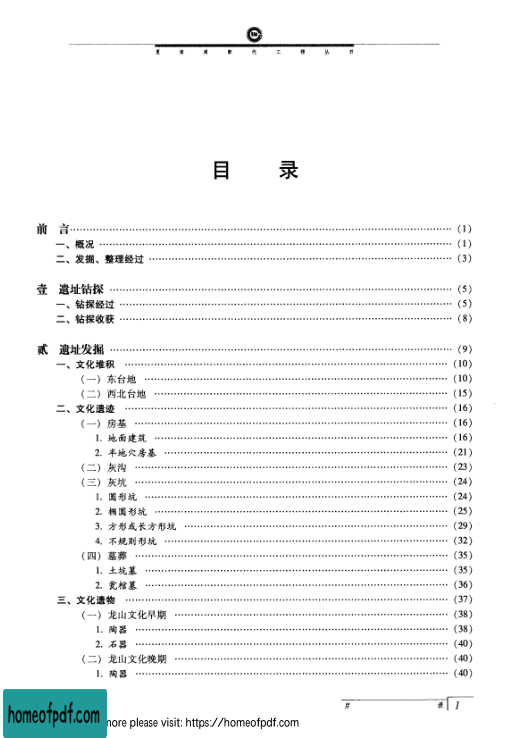 夏商周断代工程丛书
目 录
前 言 (1)
一、概况 (1)
二、发掘、整理经过 (3)
壹 遗址钻探 (5)
一、钻探经过 (5)
二、钻探收获 (8)
贰 遗址发掘 (9)
一、文化堆积 (10)
（一）东台地 (10)
（二）西北台地 (15)
二、文化遗迹 (16)
（一）房基 (16)
1. 地面建筑 (16)
2. 半地穴房基 (21)
（二）灰沟 (23)
（三）灰坑 (24)
1. 圆形坑 (24)
2. 椭圆形坑 (25)
3. 方形或长方形坑 (29)
4. 不规则形坑 (32)
（四）墓葬 (35)
1. 土坑墓 (35)
2. 瓮棺墓 (36)
三、文化遗物 (37)
（一）龙山文化早期 (38)
1. 陶器 (38)
2. 石器 (40)
（二）龙山文化晚期 (40)
1. 陶器 (40)
目 录 1
homeofpdf.com
more please visit: https://homeofpdf.com